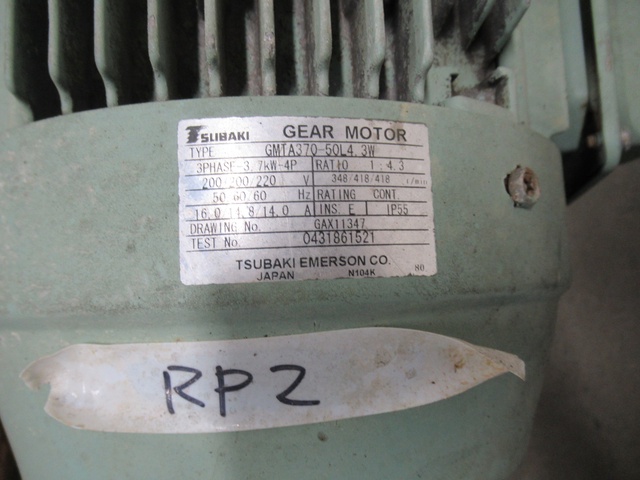 TSUBAKI GEAR MOTOR
TYPE GMTA370-50L4.3W
3PHASE-3.7kW-4P RATIO 1:4.3
200/200/220 V 348/418/418 r/min
50/60/60 Hz RATING CONT
16.0/ /14.0 A INS. E IP55
DRAWING No. GAX11347
TEST No. 0431861521
TSUBAKI EMERSON CO.
JAPAN N104K 80
RP2